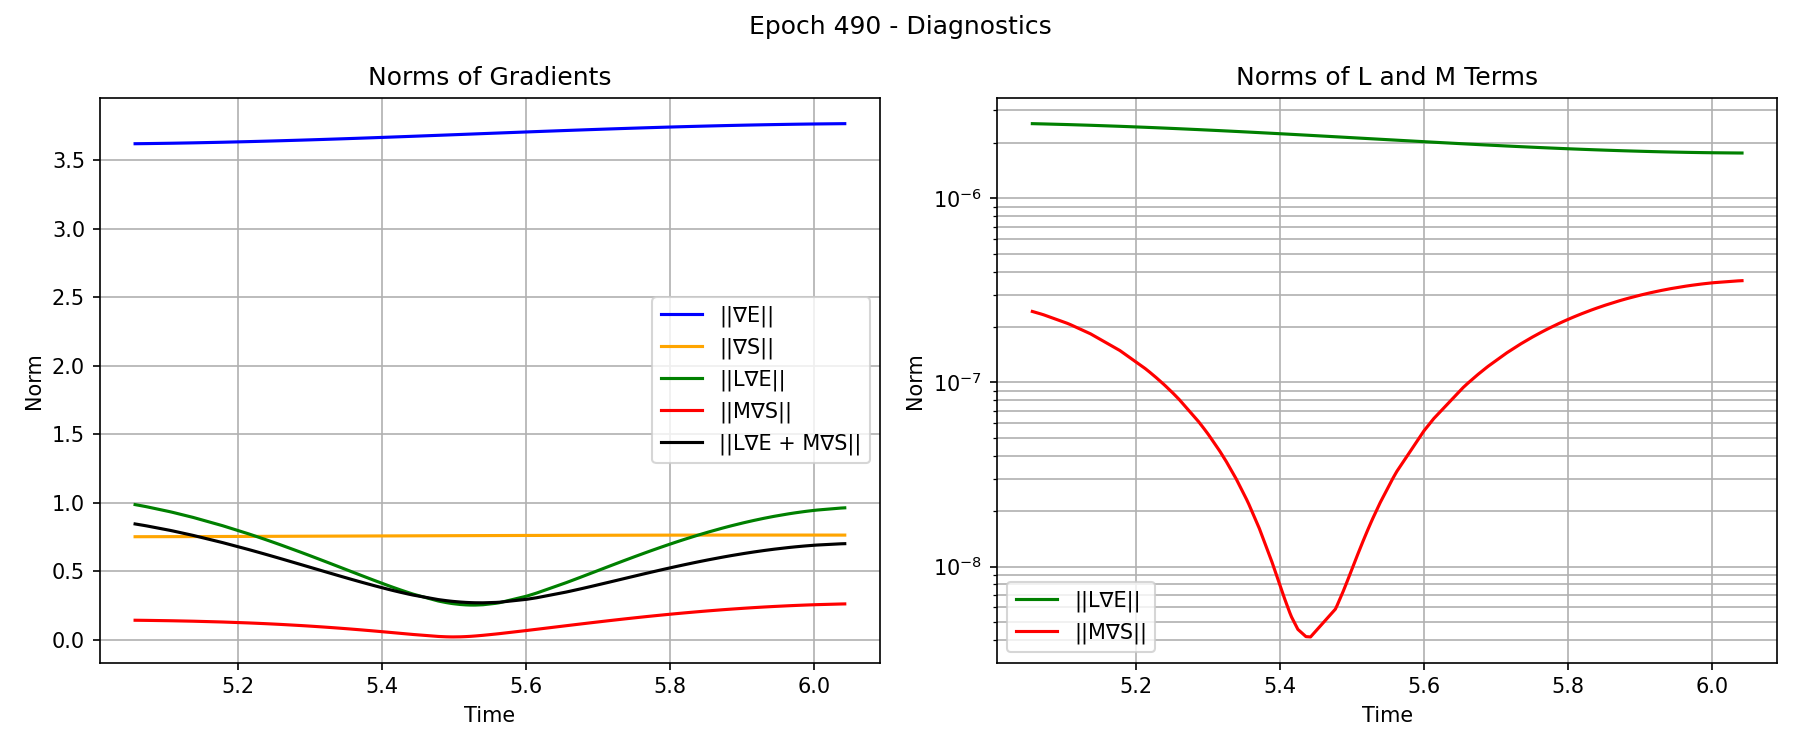 Epoch 490 - Diagnostics
Norms of Gradients
Norm
3.5
3.0
2.5
2.0
1.5
1.0
0.5
0.0
||∇E||
||∇S||
||L∇E||
||M∇S||
||L∇E + M∇S||
5.2
5.4
5.6
5.8
6.0
Time
Norms of L and M Terms
Norm
10⁻⁶
10⁻⁷
10⁻⁸
||L∇E||
||M∇S||
5.2
5.4
5.6
5.8
6.0
Time